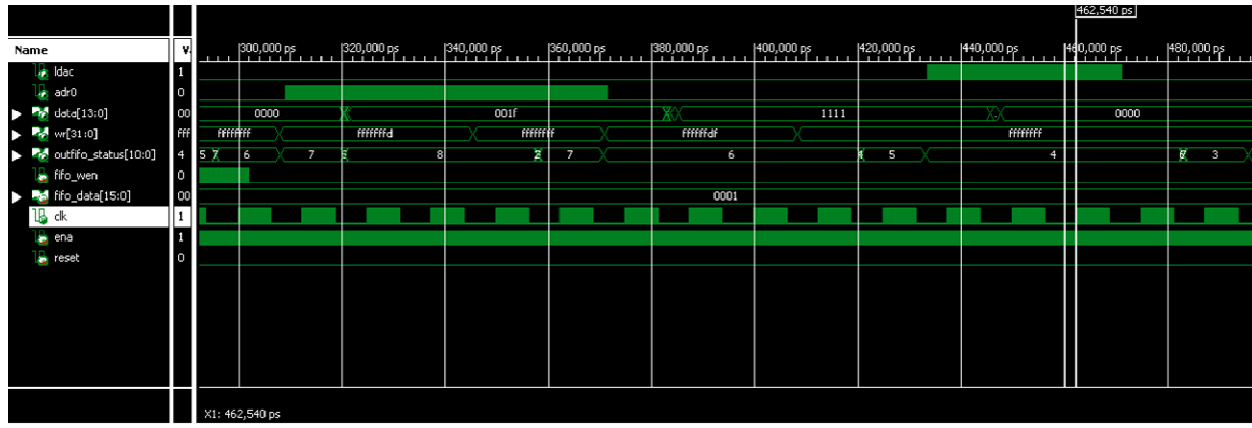 462,540 ps
Name V.
300,000 ps 320,000 ps 340,000 ps 360,000 ps 380,000 ps 400,000 ps 420,000 ps 440,000 ps 460,000 ps 480,000 ps
ldac 1
adr0 0
data[13:0] 00 0000 001f 1111 0000
wr[31:0] fff ffffffff fffffffd ffffffff ffffffdf ffffffff
outfifo_status[10:0] 4 5 7 6 7 8 2 7 6 5 4 3
fifo_wen 0
fifo_data[15:0] 00 0001
clk 1
ena 1
reset 0
X1: 462,540 ps